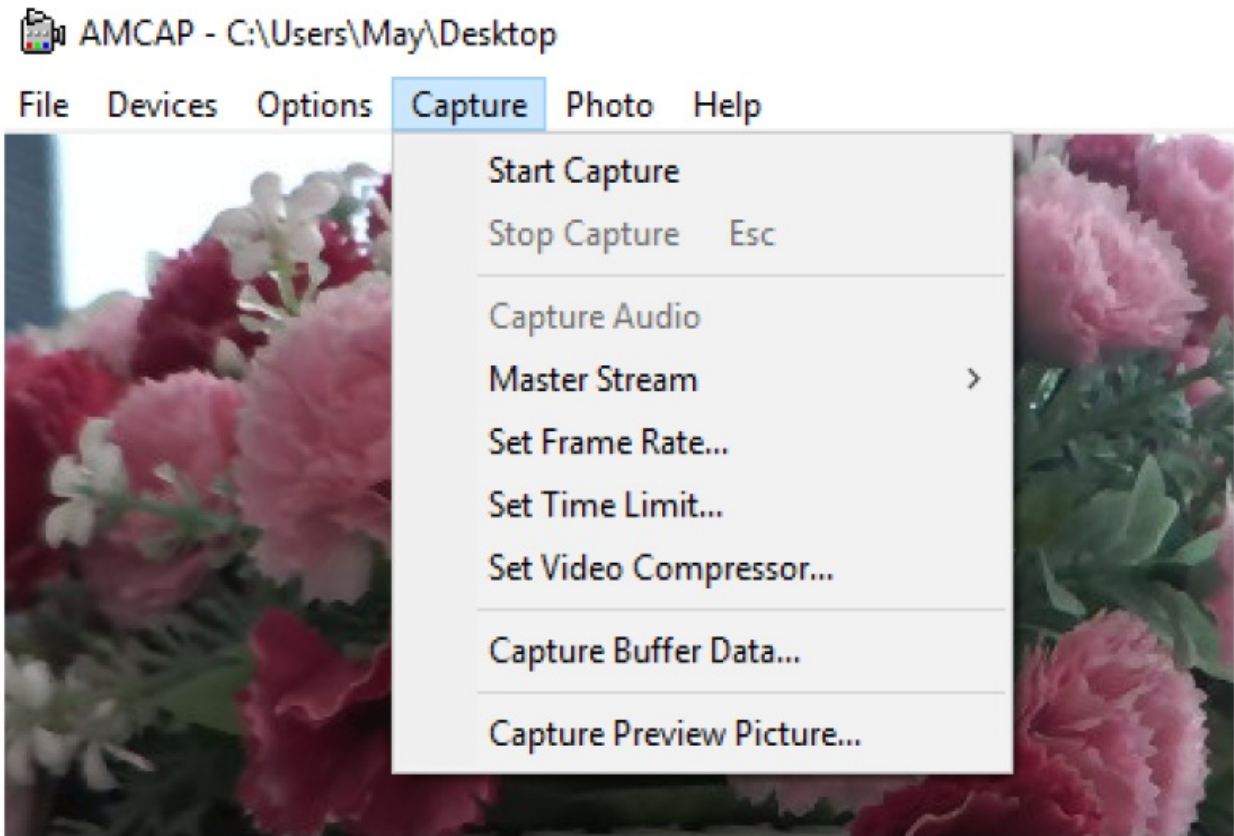 AMCAP - C:\Users\May\Desktop
File Devices Options Capture Photo Help
Start Capture
Stop Capture Esc
Capture Audio
Master Stream
Set Frame Rate...
Set Time Limit...
Set Video Compressor...
Capture Buffer Data...
Capture Preview Picture...